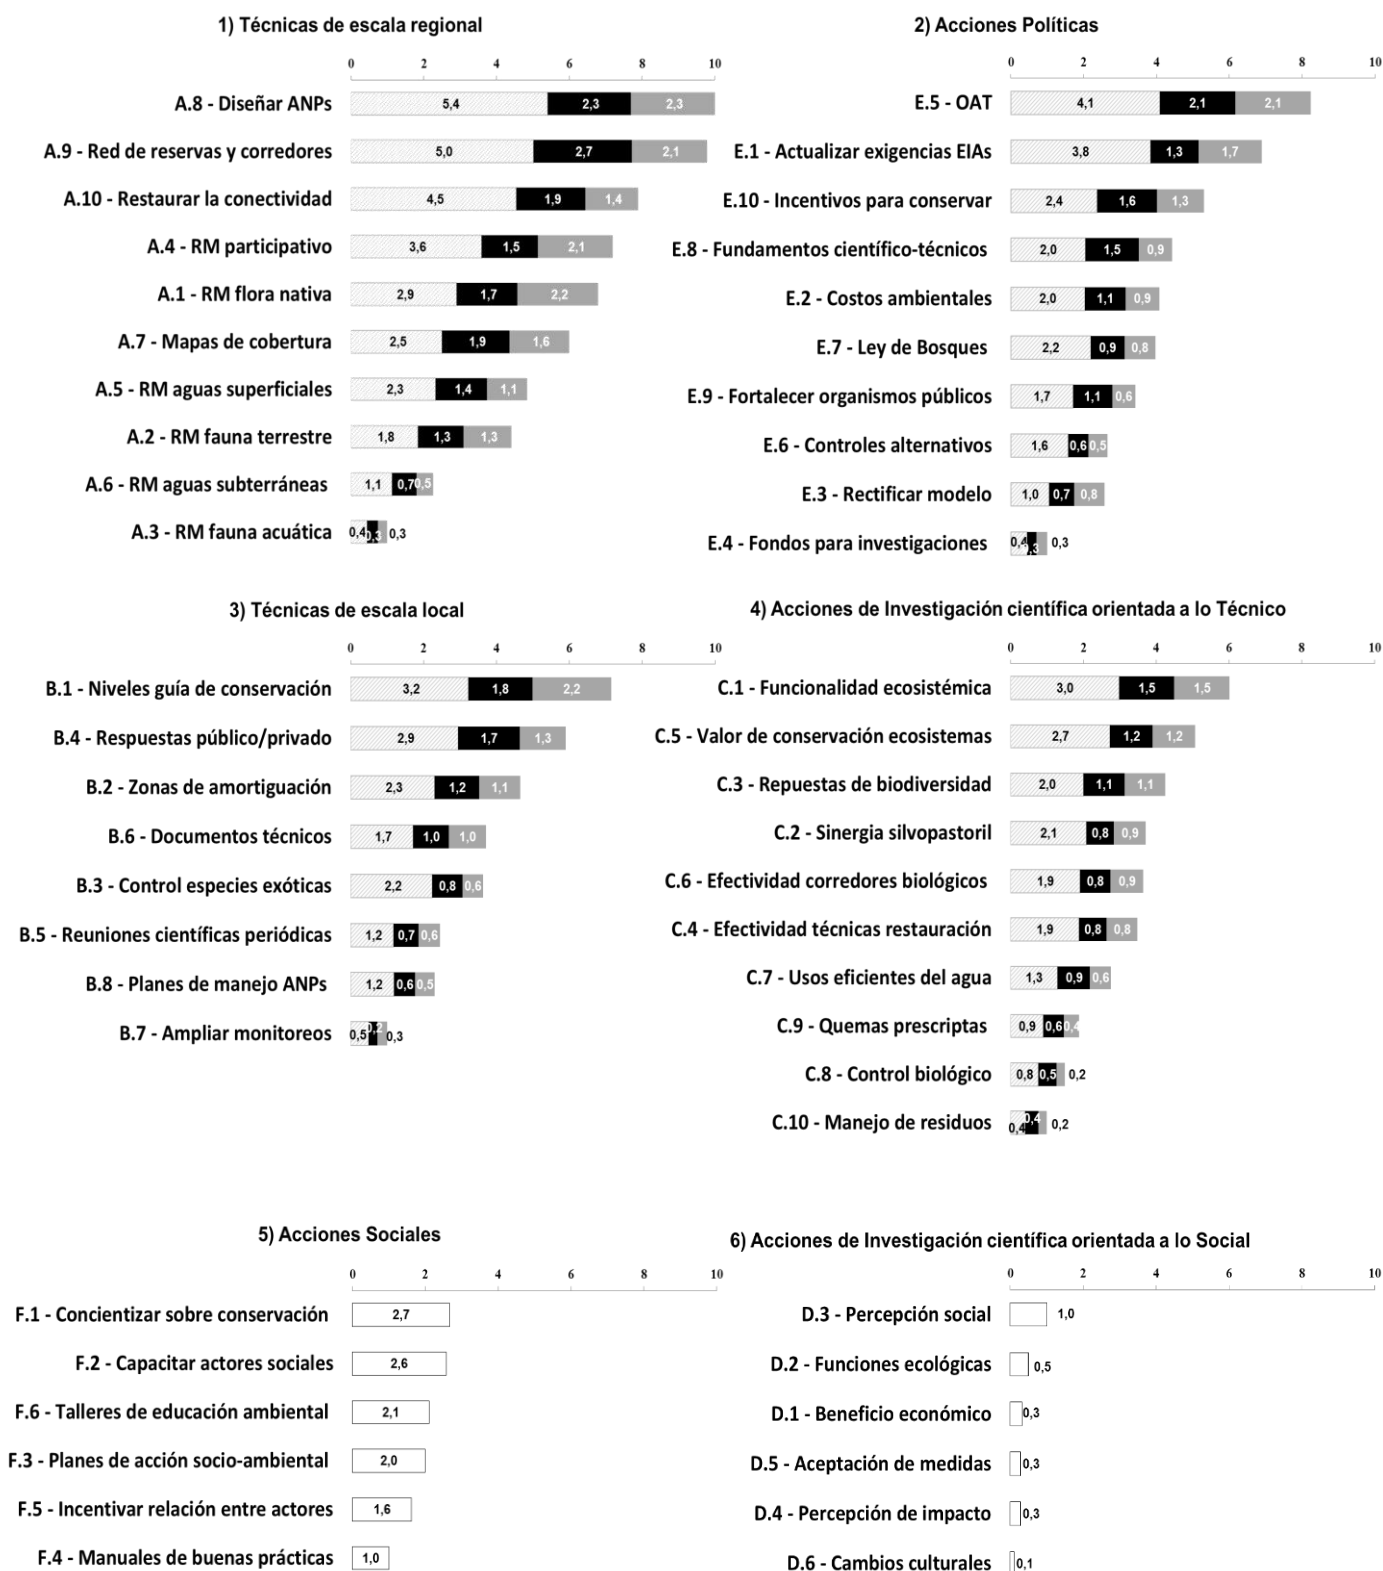 1) Técnicas de escala regional
0 2 4 6 8 10
A.8 - Diseñar ANPs 5,4 2,3 2,3
A.9 - Red de reservas y corredores 5,0 2,7 2,1
A.10 - Restaurar la conectividad 4,5 1,9 1,4
A.4 - RM participativo 3,6 1,5 2,1
A.1 - RM flora nativa 2,9 1,7 2,2
A.7 - Mapas de cobertura 2,5 1,9 1,6
A.5 - RM aguas superficiales 2,3 1,4 1,1
A.2 - RM fauna terrestre 1,8 1,3 1,3
A.6 - RM aguas subterráneas 1,1 0,7 0,5
A.3 - RM fauna acuática 0,4 0,3 0,3
2) Acciones Políticas
0 2 4 6 8 10
E.5 - OAT 4,1 2,1 2,1
E.1 - Actualizar exigencias EIAs 3,8 1,3 1,7
E.10 - Incentivos para conservar 2,4 1,6 1,3
E.8 - Fundamentos científico-técnicos 2,0 1,5 0,9
E.2 - Costos ambientales 2,0 1,1 0,9
E.7 - Ley de Bosques 2,2 0,9 0,8
E.9 - Fortalecer organismos públicos 1,7 1,1 0,6
E.6 - Controles alternativos 1,6 0,6 0,5
E.3 - Rectificar modelo 1,0 0,7 0,8
E.4 - Fondos para investigaciones 0,4 ,3 0,3
3) Técnicas de escala local
0 2 4 6 8 10
B.1 - Niveles guía de conservación 3,2 1,8 2,2
B.4 - Respuestas público/privado 2,9 1,7 1,3
B.2 - Zonas de amortiguación 2,3 1,2 1,1
B.6 - Documentos técnicos 1,7 1,0 1,0
B.3 - Control especies exóticas 2,2 0,8 0,6
B.5 - Reuniones científicas periódicas 1,2 0,7 0,6
B.8 - Planes de manejo ANPs 1,2 0,6 0,5
B.7 - Ampliar monitoreos 0,5 0,2 0,3
4) Acciones de Investigación científica orientada a lo Técnico
0 2 4 6 8 10
C.1 - Funcionalidad ecosistémica 3,0 1,5 1,5
C.5 - Valor de conservación ecosistemas 2,7 1,2 1,2
C.3 - Repuestas de biodiversidad 2,0 1,1 1,1
C.2 - Sinergia silvopastoril 2,1 0,8 0,9
C.6 - Efectividad corredores biológicos 1,9 0,8 0,9
C.4 - Efectividad técnicas restauración 1,9 0,8 0,8
C.7 - Usos eficientes del agua 1,3 0,9 0,6
C.9 - Quemas prescriptas 0,9 0,6 0,4
C.8 - Control biológico 0,8 0,5 0,2
C.10 - Manejo de residuos 0,4 0,4 0,2
5) Acciones Sociales
0 2 4 6 8 10
F.1 - Concientizar sobre conservación 2,7
F.2 - Capacitar actores sociales 2,6
F.6 - Talleres de educación ambiental 2,1
F.3 - Planes de acción socio-ambiental 2,0
F.5 - Incentivar relación entre actores 1,6
F.4 - Manuales de buenas prácticas 1,0
6) Acciones de Investigación científica orientada a lo Social
0 2 4 6 8 10
D.3 - Percepción social 1,0
D.2 - Funciones ecológicas 0,5
D.1 - Beneficio económico 0,3
D.5 - Aceptación de medidas 0,3
D.4 - Percepción de impacto 0,3
D.6 - Cambios culturales 0,1